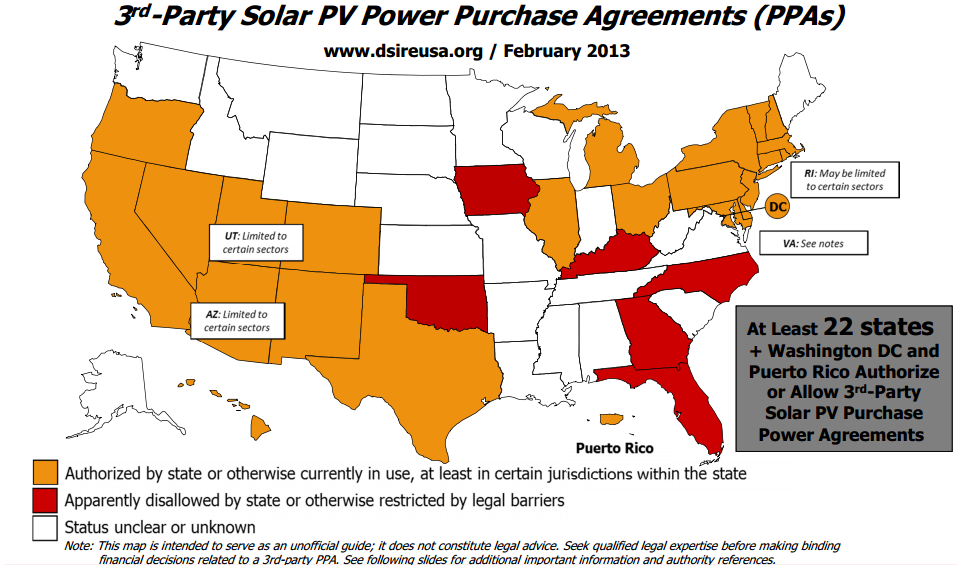 3rd-Party Solar PV Power Purchase Agreements (PPAs)
www.dsireusa.org / February 2013
RI: May be limited
to certain sectors
DC
VA: See notes
UT: Limited to
certain sectors
AZ: Limited to
certain sectors
At Least 22 states
+ Washington DC and
Puerto Rico Authorize
or Allow 3rd-Party
Solar PV Purchase
Power Agreements
Puerto Rico
Authorized by state or otherwise currently in use, at least in certain jurisdictions within the state
Apparently disallowed by state or otherwise restricted by legal barriers
Status unclear or unknown
Note: This map is intended to serve as an unofficial guide; it does not constitute legal advice. Seek qualified legal expertise before making binding
financial decisions related to a 3rd-party PPA. See following slides for additional important information and authority references.